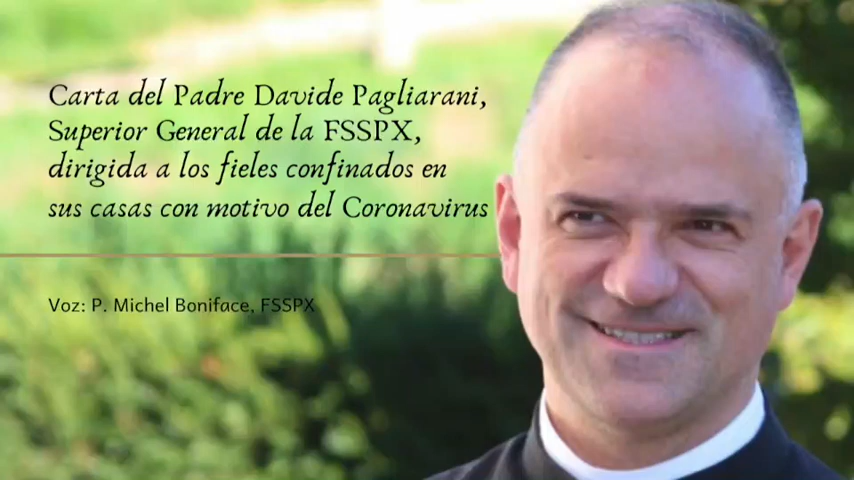 Carta del Padre Davide Pagliarani,
Superior General de la FSSPX,
dirigida a los fieles confinados en
sus casas con motivo del Coronavirus
Voz: P. Michel Boniface, FSSPX